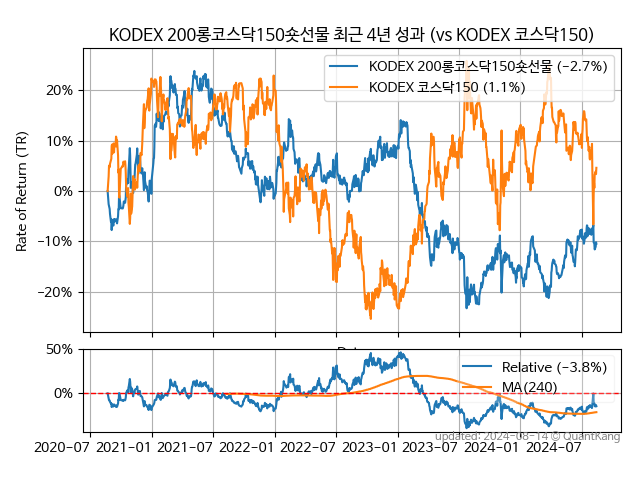 KODEX 200롱코스닥150숏선물 최근 4년 성과 (vs KODEX 코스닥150)
KODEX 200롱코스닥150숏선물 (−2.7%)
KODEX 코스닥150 (1.1%)
Rate of Return (TR)
20%
10%
0%
−10%
−20%
50%
0%
Relative (−3.8%)
MA(240)
updated: 2024-08-14 © QuantKang
2020-07 2021-01 2021-07 2022-01 2022-07 2023-01 2023-07 2024-01 2024-07